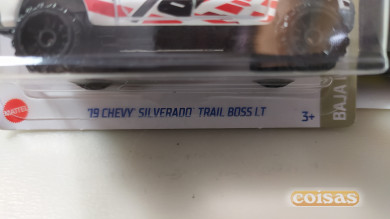 MATTEL
'19 CHEVY SILVERADO TRAIL BOSS LT
3+
BAJA
coisas